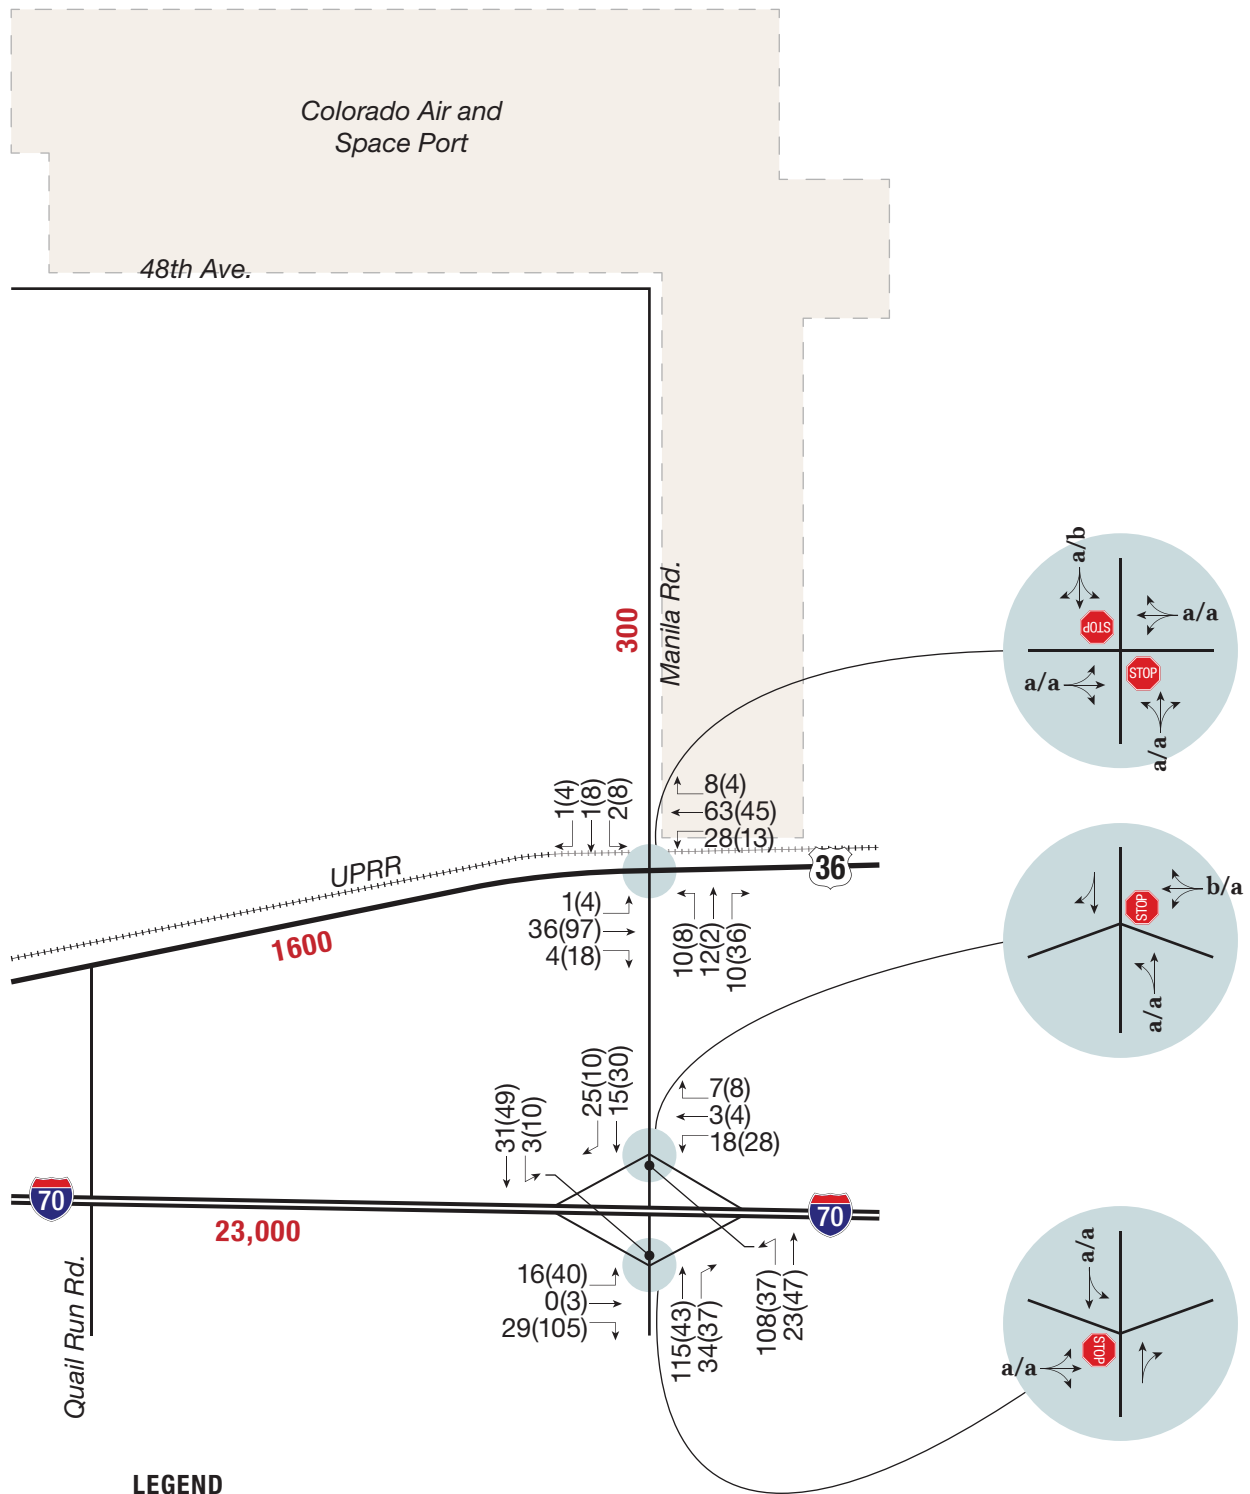 Colorado Air and
Space Port
48th Ave.
300
Manila Rd.
a/b
STOP
a/a
a/a
STOP
a/a
1(4)
1(8)
2(8)
8(4)
63(45)
28(13)
UPRR
36
1600
1(4)
36(97)
4(18)
10(8)
12(2)
10(36)
STOP
b/a
a/a
31(49)
3(10)
25(10)
15(30)
7(8)
3(4)
18(28)
70
23,000
70
Quail Run Rd.
16(40)
0(3)
29(105)
115(43)
34(37)
108(37)
23(47)
a/a
STOP
a/a
LEGEND